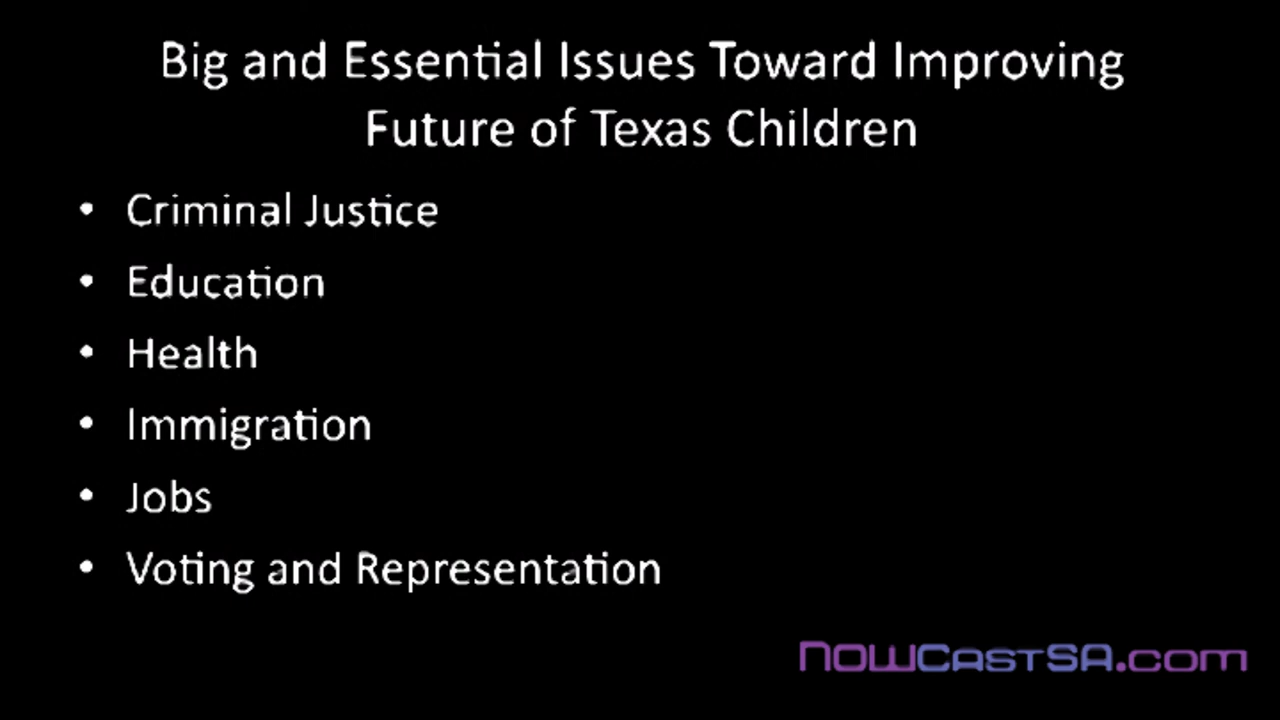 Big and Essential Issues Toward Improving
Future of Texas Children
• Criminal Justice
• Education
• Health
• Immigration
• Jobs
• Voting and Representation
NOWCastSA.com